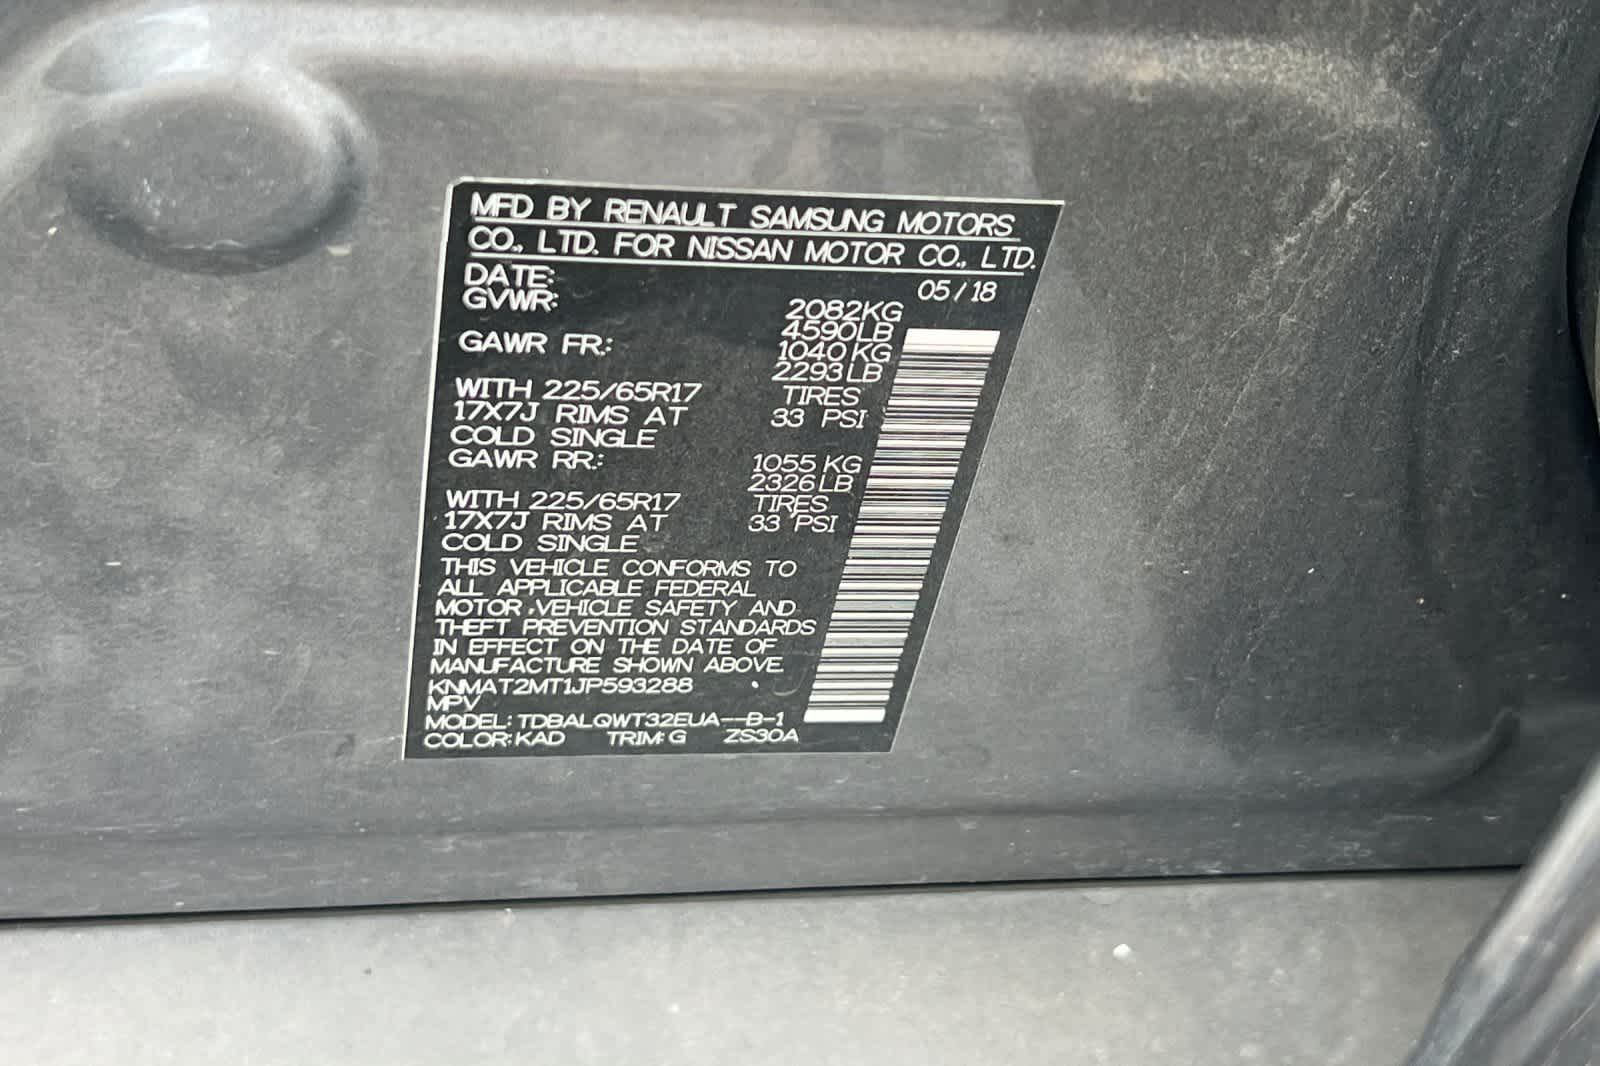 MFD BY RENAULT SAMSUNG MOTORS
CO., LTD. FOR NISSAN MOTOR CO., LTD.
DATE: 05/18
GVWR: 2082KG
4590LB
GAWR FR.: 1040KG
2293LB
WITH 225/65R17 TIRES
17X7J RIMS AT 33 PSI
COLD SINGLE
GAWR RR.: 1055KG
2326LB
WITH 225/65R17 TIRES
17X7J RIMS AT 33 PSI
COLD SINGLE
THIS VEHICLE CONFORMS TO
ALL APPLICABLE FEDERAL
MOTOR VEHICLE SAFETY AND
THEFT PREVENTION STANDARDS
IN EFFECT ON THE DATE OF
MANUFACTURE SHOWN ABOVE.
KNMAT2MT1JP593288
MPV
MODEL: TDBALQWT32EUA--B-1
COLOR: KAD TRIM: G ZS30A